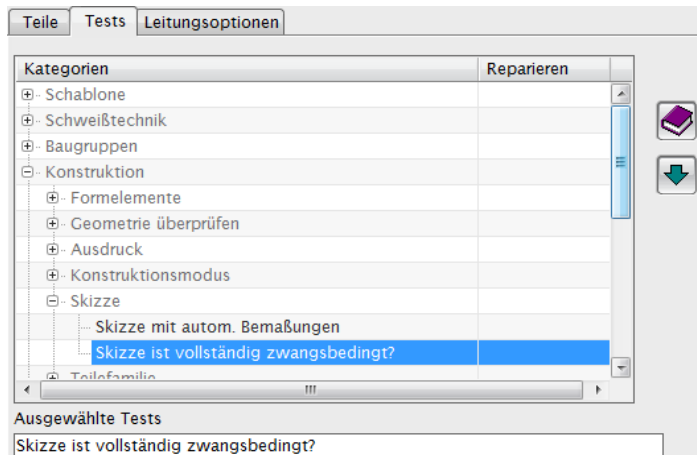 Teile Tests Leitungsoptionen
Kategorien Reparieren
Schablone
Schweißtechnik
Baugruppen
Konstruktion
Formelemente
Geometrie überprüfen
Ausdruck
Konstruktionsmodus
Skizze
Skizze mit autom. Bemaßungen
Skizze ist vollständig zwangsbedingt?
Teilefamilie
Ausgewählte Tests
Skizze ist vollständig zwangsbedingt?